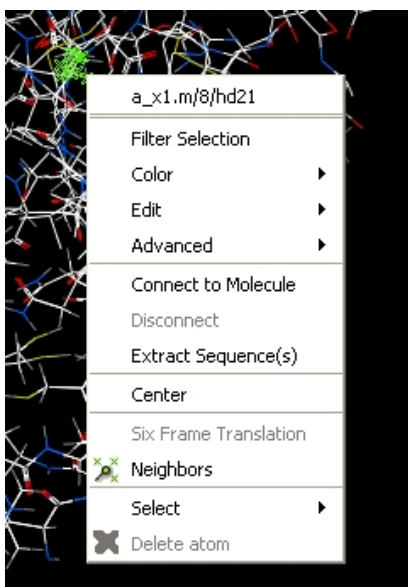 a_x1.m/8/hd21
Filter Selection
Color
Edit
Advanced
Connect to Molecule
Disconnect
Extract Sequence(s)
Center
Six Frame Translation
Neighbors
Select
Delete atom